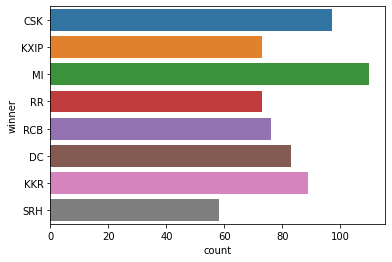 winner
CSK
KXIP
MI
RR
RCB
DC
KKR
SRH
0 20 40 60 80 100
count